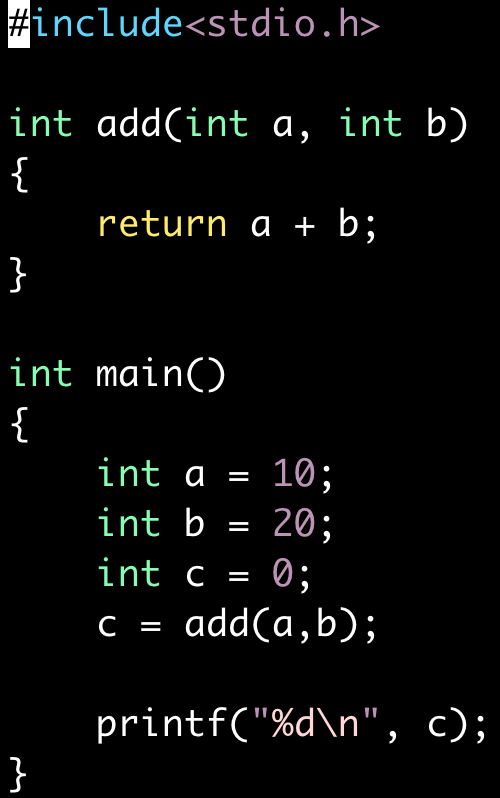 #include<stdio.h>

int add(int a, int b)
{
    return a + b;
}

int main()
{
    int a = 10;
    int b = 20;
    int c = 0;
    c = add(a,b);

    printf("%d\n", c);
}